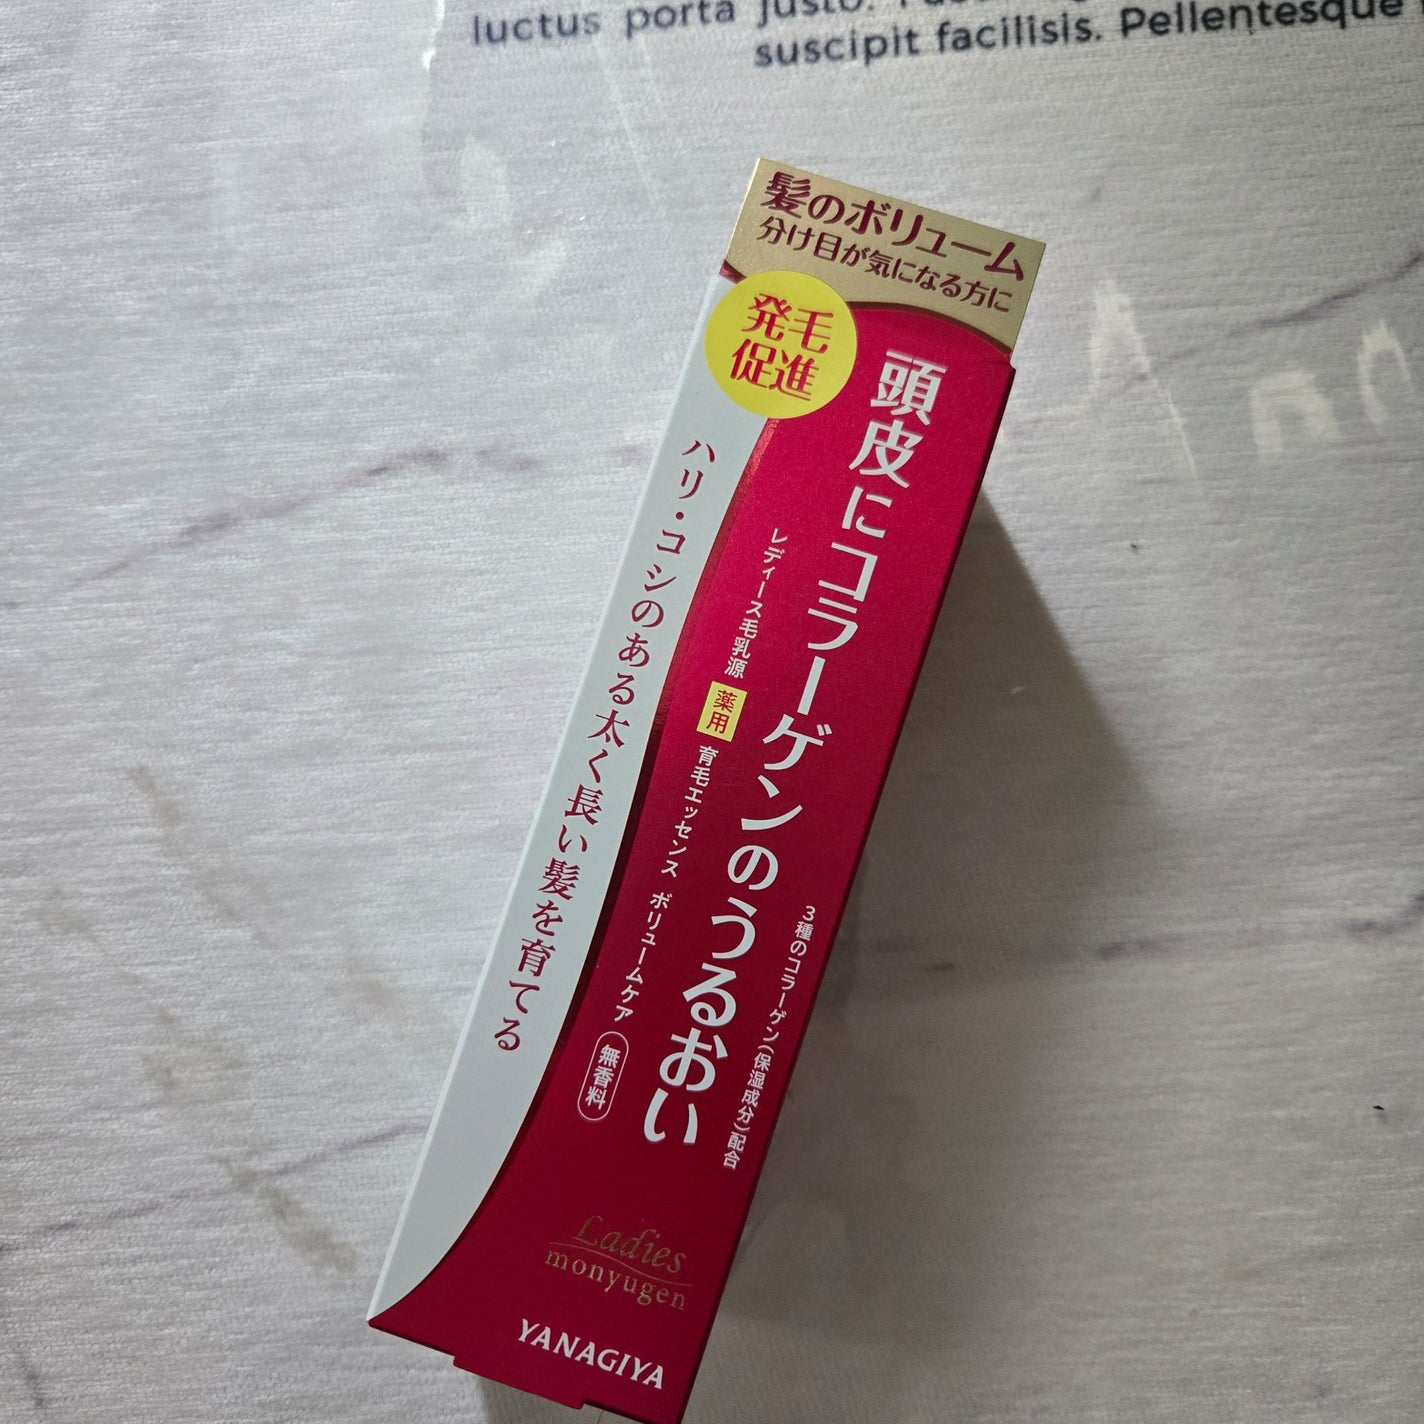 luctus porta justo.
suscipit facilisis. Pellentesque
髪のボリューム
分け目が気になる方に
発毛
促進
頭皮にコラーゲンのうるおい
3種のコラーゲン(保湿成分)配合
レディース毛乳源
薬用
育毛エッセンス ボリュームケア
無香料
ハリ・コシのある太く長い髪を育てる
Ladies
monyugen
YANAGIYA